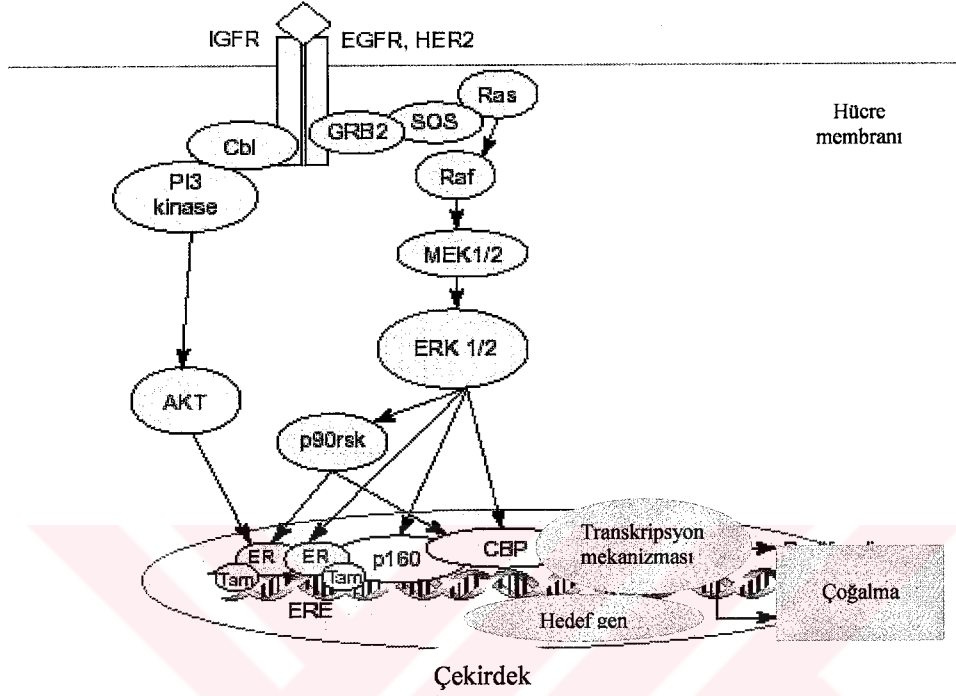 IGFR
EGFR, HER2
Ras
SOS
GRB2
Cbl
Hücre
membranı
PI3
kinase
Raf
MEK1/2
ERK 1/2
AKT
p90rsk
ER
ER
p160
CBP
Transkripsyon
mekanizması
Tam
Tam
ERE
Çoğalma
Hedef gen
Çekirdek